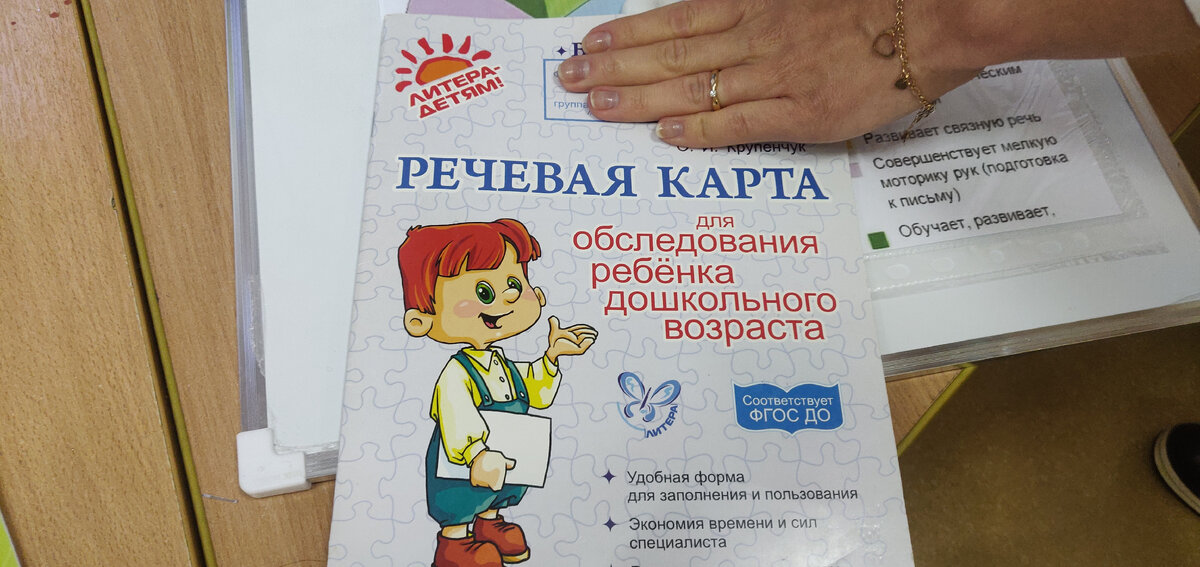 ЛИТЕРА-
ДЕТЯМ!
группа
Крупенчук
РЕЧЕВАЯ КАРТА
для
обследования
ребёнка
дошкольного
возраста
ЛИТЕРА
Соответствует
ФГОС ДО
Удобная форма
для заполнения и пользования
Экономия времени и сил
специалиста
Развивает связную речь
Совершенствует мелкую
моторику рук (подготовка
к письму)
Обучает, развивает,